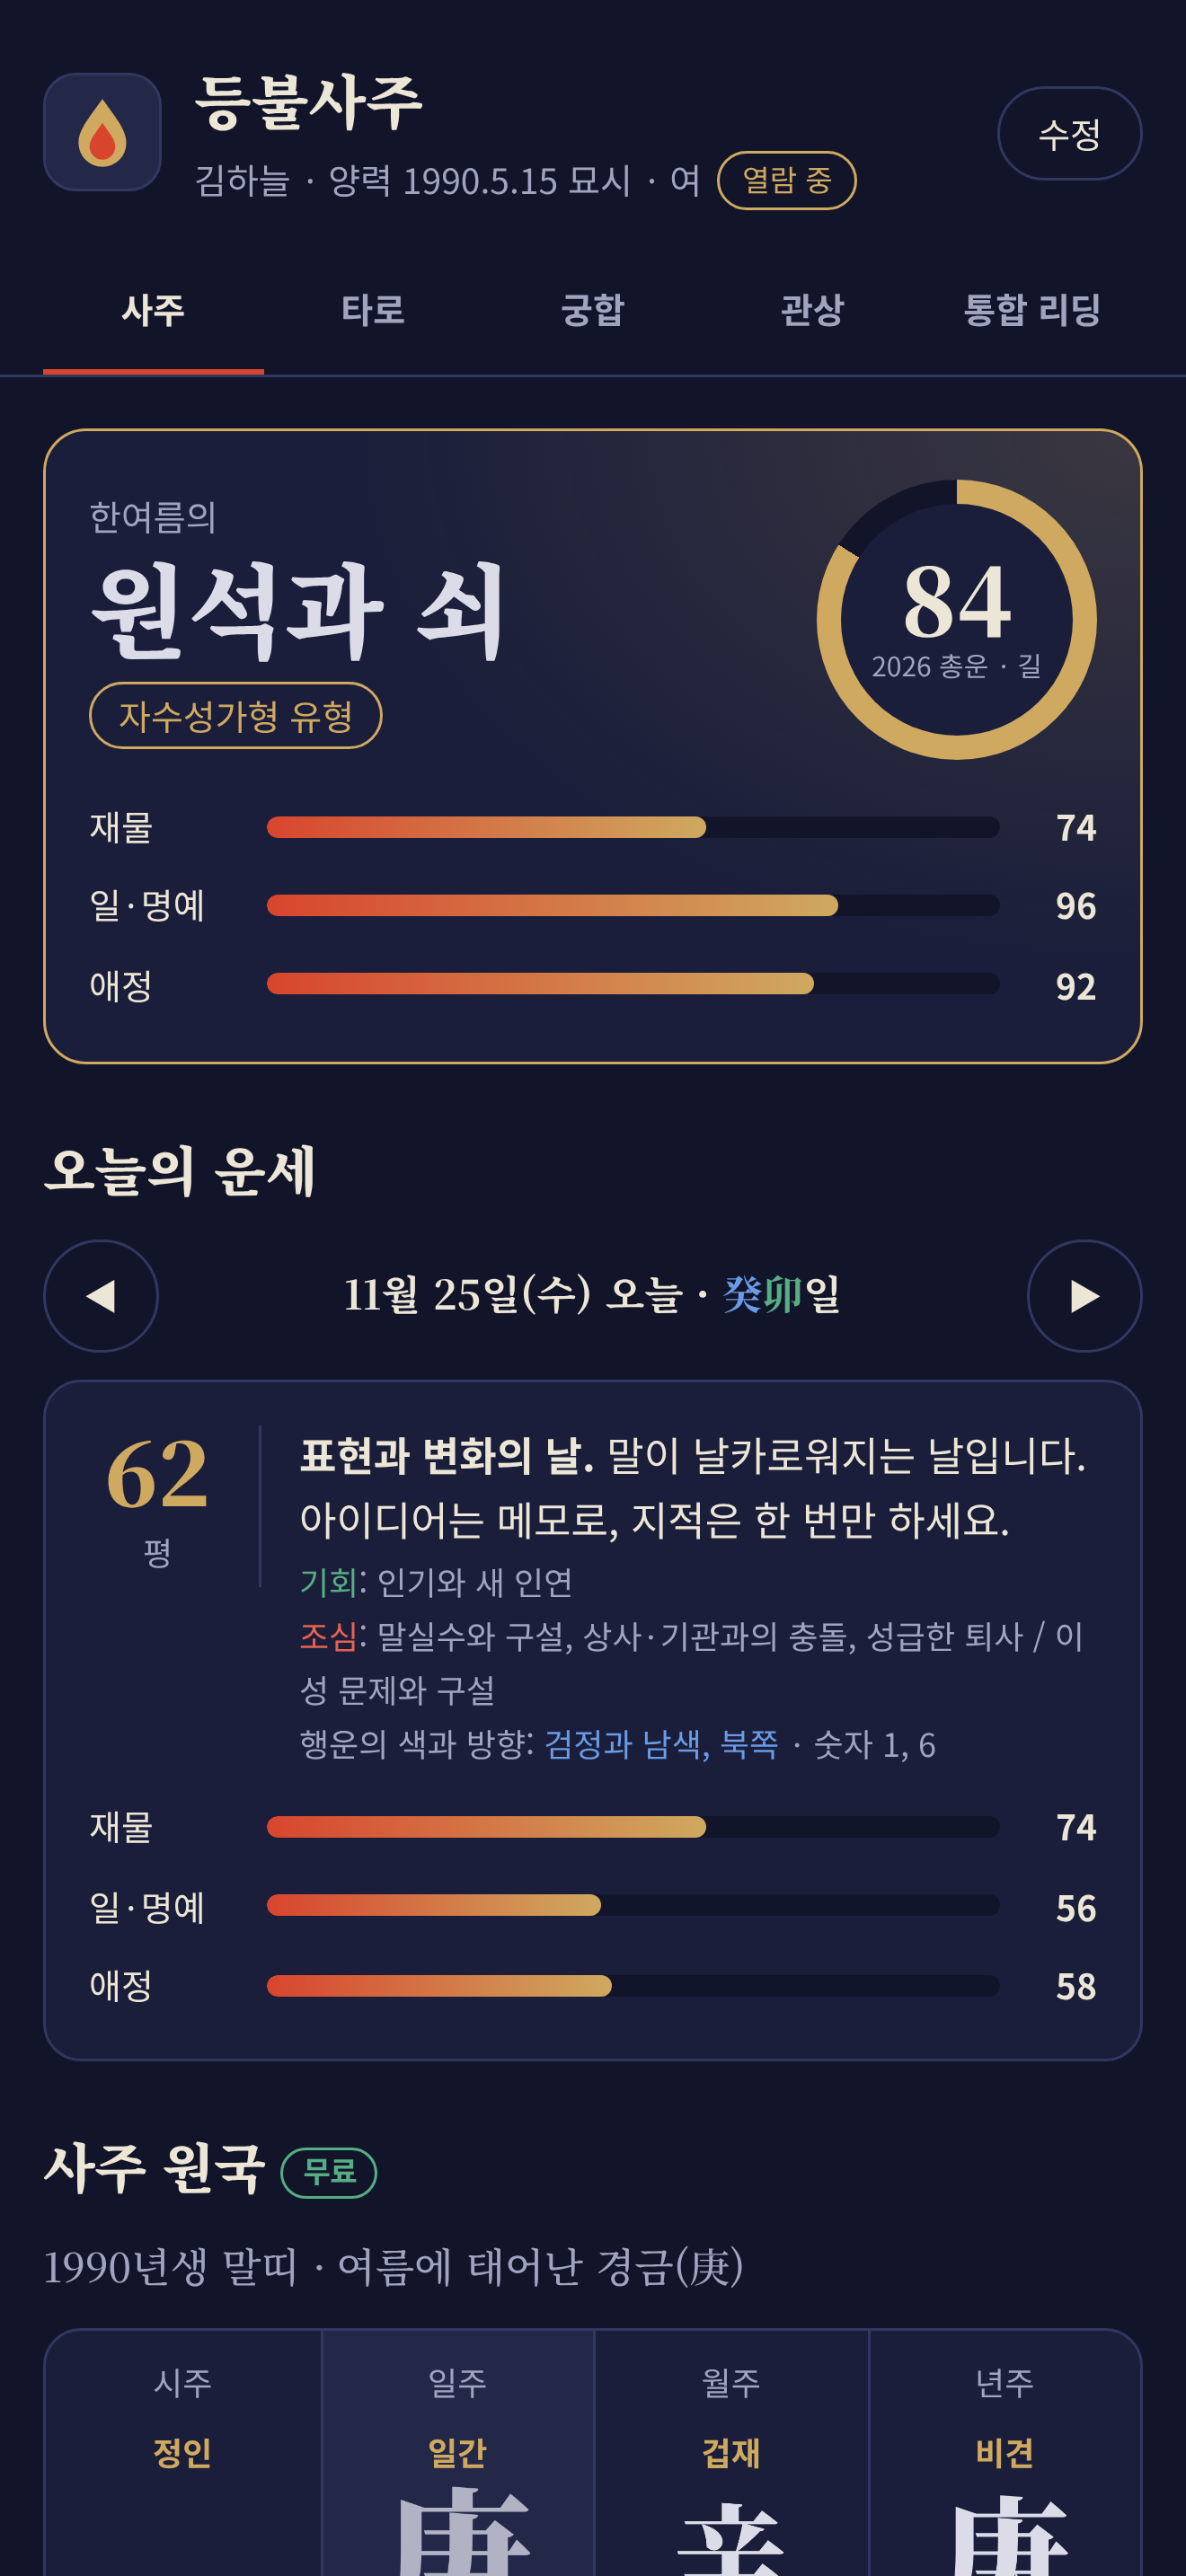 등불사주
김하늘 · 양력 1990.5.15 묘시 · 여 열람 중
수정
사주 타로 궁합 관상 통합 리딩
한여름의
원석과 쇠
자수성가형 유형
84
2026 총운 · 길
재물 74
일·명예 96
애정 92
오늘의 운세
◀ 11월 25일(수) 오늘 · 癸卯일 ▶
62
평
표현과 변화의 날. 말이 날카로워지는 날입니다.
아이디어는 메모로, 지적은 한 번만 하세요.
기회: 인기와 새 인연
조심: 말실수와 구설, 상사·기관과의 충돌, 성급한 퇴사 / 이
성 문제와 구설
행운의 색과 방향: 검정과 남색, 북쪽 · 숫자 1, 6
재물 74
일·명예 56
애정 58
사주 원국 무료
1990년생 말띠 · 여름에 태어난 경금(庚)
시주 일주 월주 년주
정인 일간 겁재 비견
庚 辛 庚